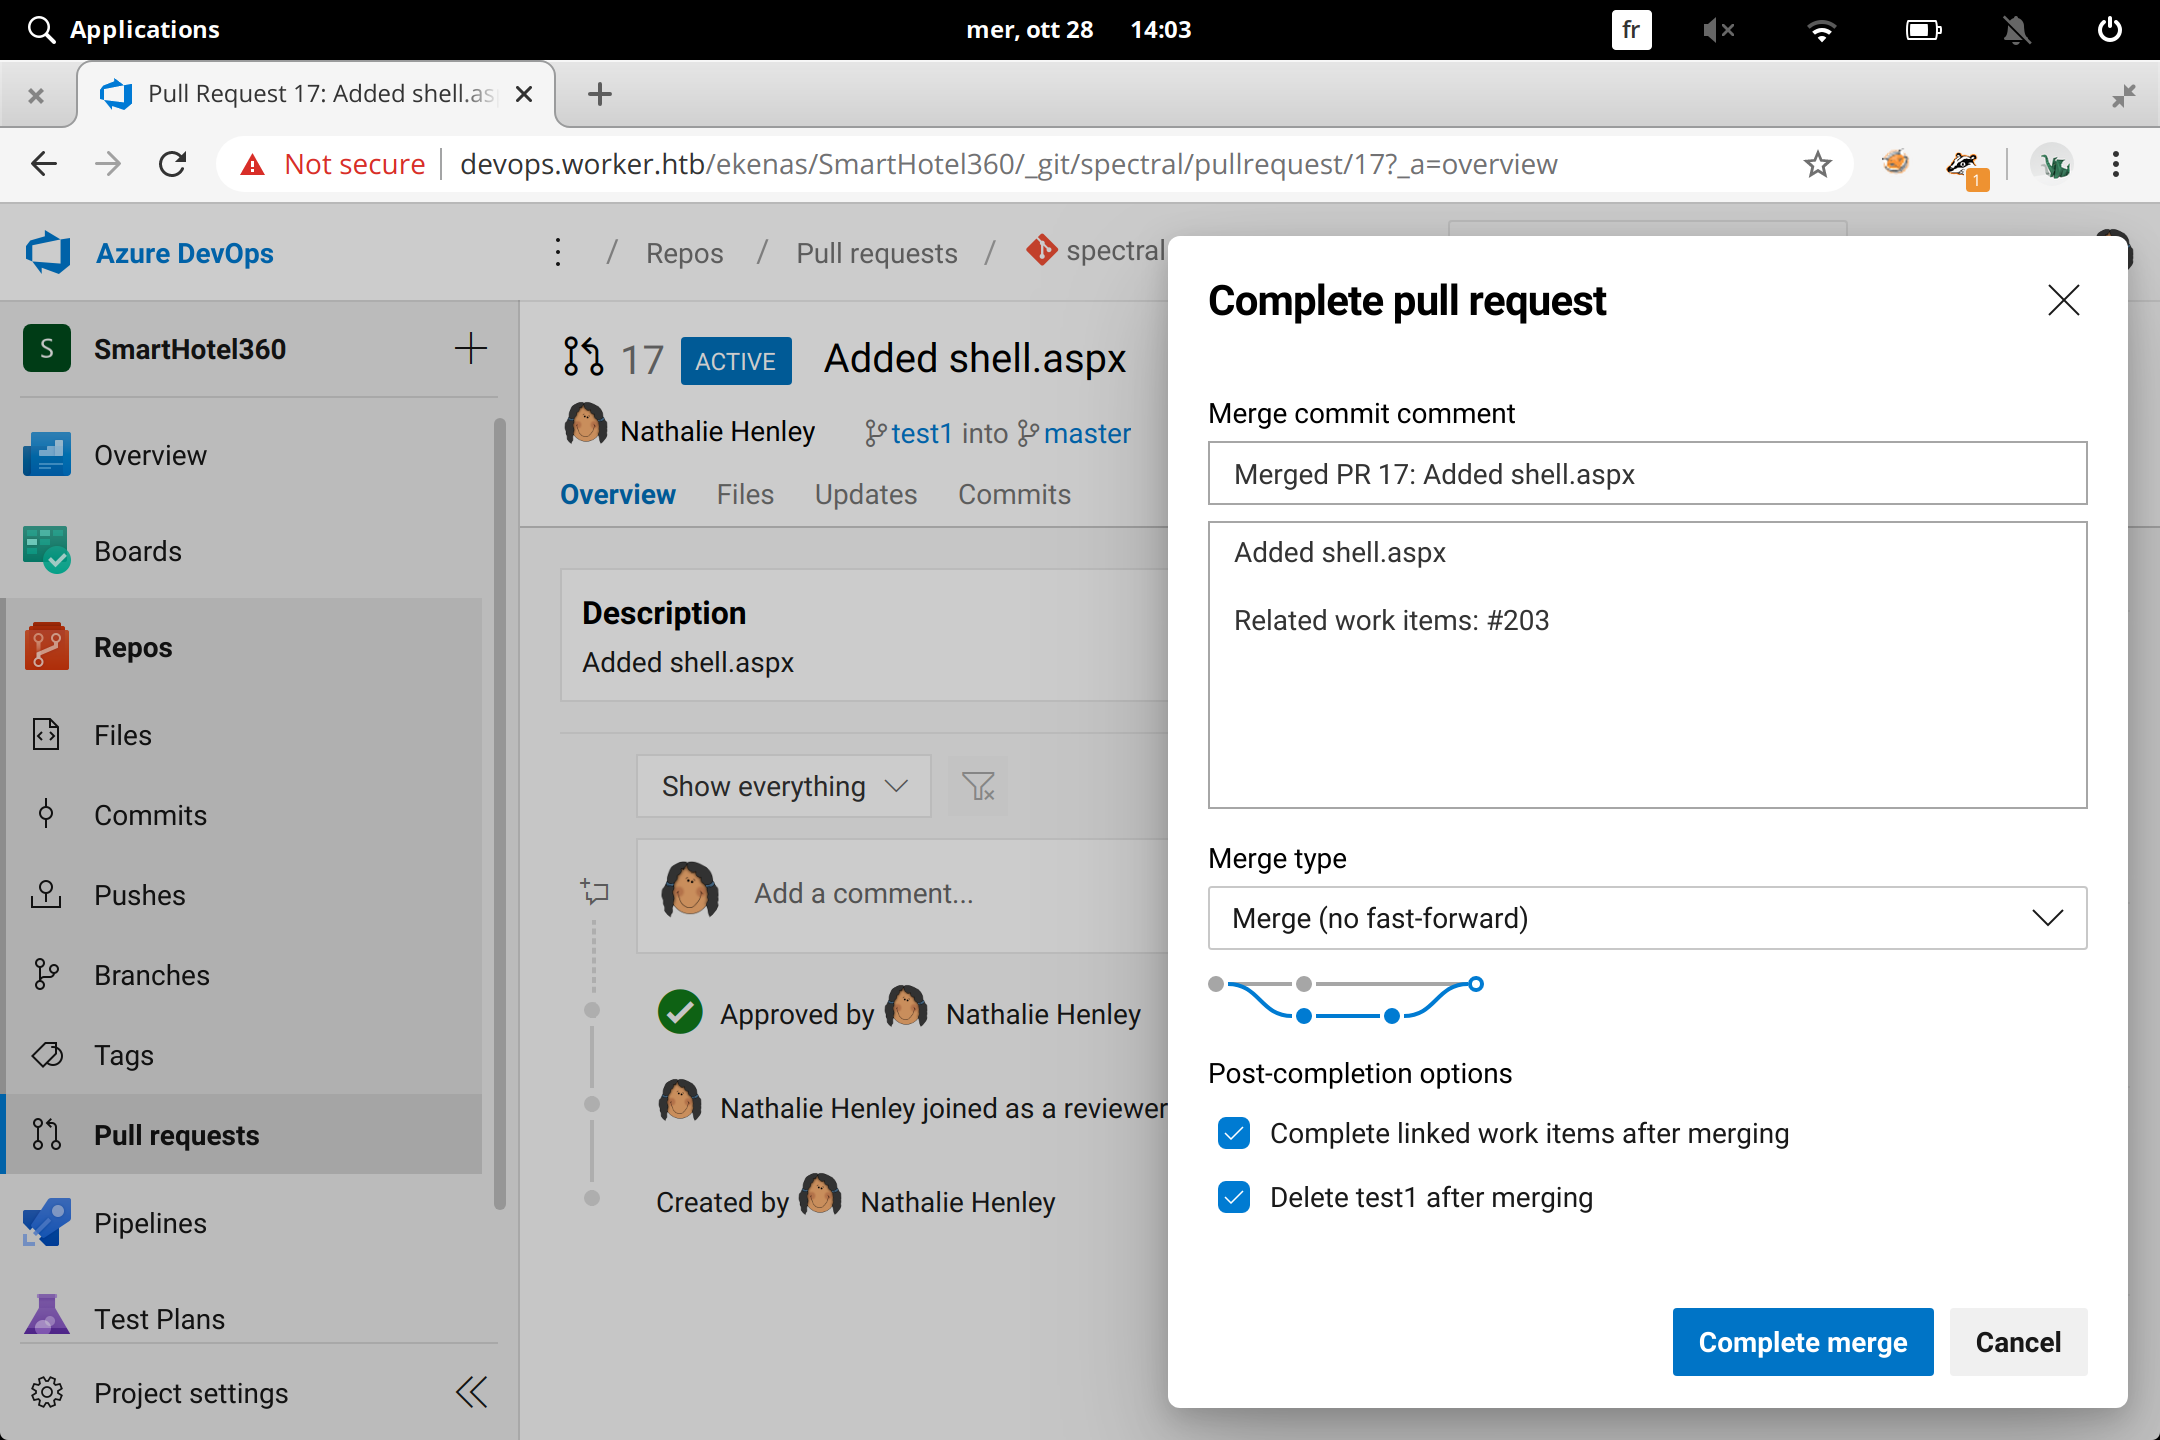 Applications
mer, ott 28 14:03
fr
Pull Request 17: Added shell.as
Not secure
devops.worker.htb/ekenas/SmartHotel360/_git/spectral/pullrequest/17?_a=overview
1
Azure DevOps
/ Repos / Pull requests / spectral
S SmartHotel360
Overview
Boards
Repos
Files
Commits
Pushes
Branches
Tags
Pull requests
Pipelines
Test Plans
Project settings
17 ACTIVE Added shell.aspx
Nathalie Henley test1 into master
Overview Files Updates Commits
Description
Added shell.aspx
Show everything
Add a comment...
Approved by Nathalie Henley
Nathalie Henley joined as a reviewer
Created by Nathalie Henley
Complete pull request
Merge commit comment
Merged PR 17: Added shell.aspx
Added shell.aspx
Related work items: #203
Merge type
Merge (no fast-forward)
Post-completion options
Complete linked work items after merging
Delete test1 after merging
Complete merge Cancel